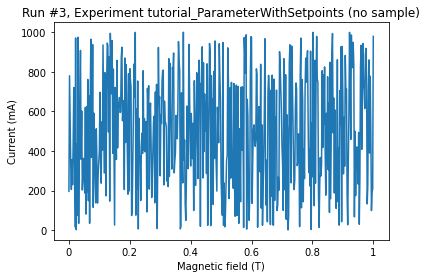 Run #3, Experiment tutorial_ParameterWithSetpoints (no sample)
Current (mA)
1000
800
600
400
200
0
0 0.2 0.4 0.6 0.8 1
Magnetic field (T)